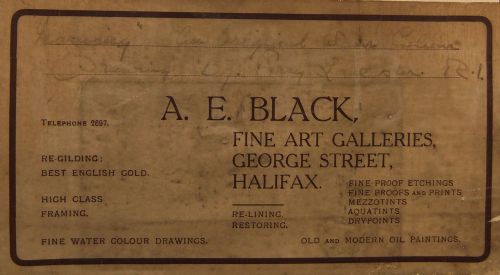 Drawing by
R.I.
A. E. BLACK,
TELEPHONE 2697.
FINE ART GALLERIES,
RE-GILDING:
GEORGE STREET,
BEST ENGLISH GOLD.
HALIFAX.
FINE PROOF ETCHINGS
FINE PROOFS AND PRINTS
HIGH CLASS
MEZZOTINTS
FRAMING.
RE-LINING.
AQUATINTS
RESTORING.
DRYPOINTS
FINE WATER COLOUR DRAWINGS.
OLD AND MODERN OIL PAINTINGS.